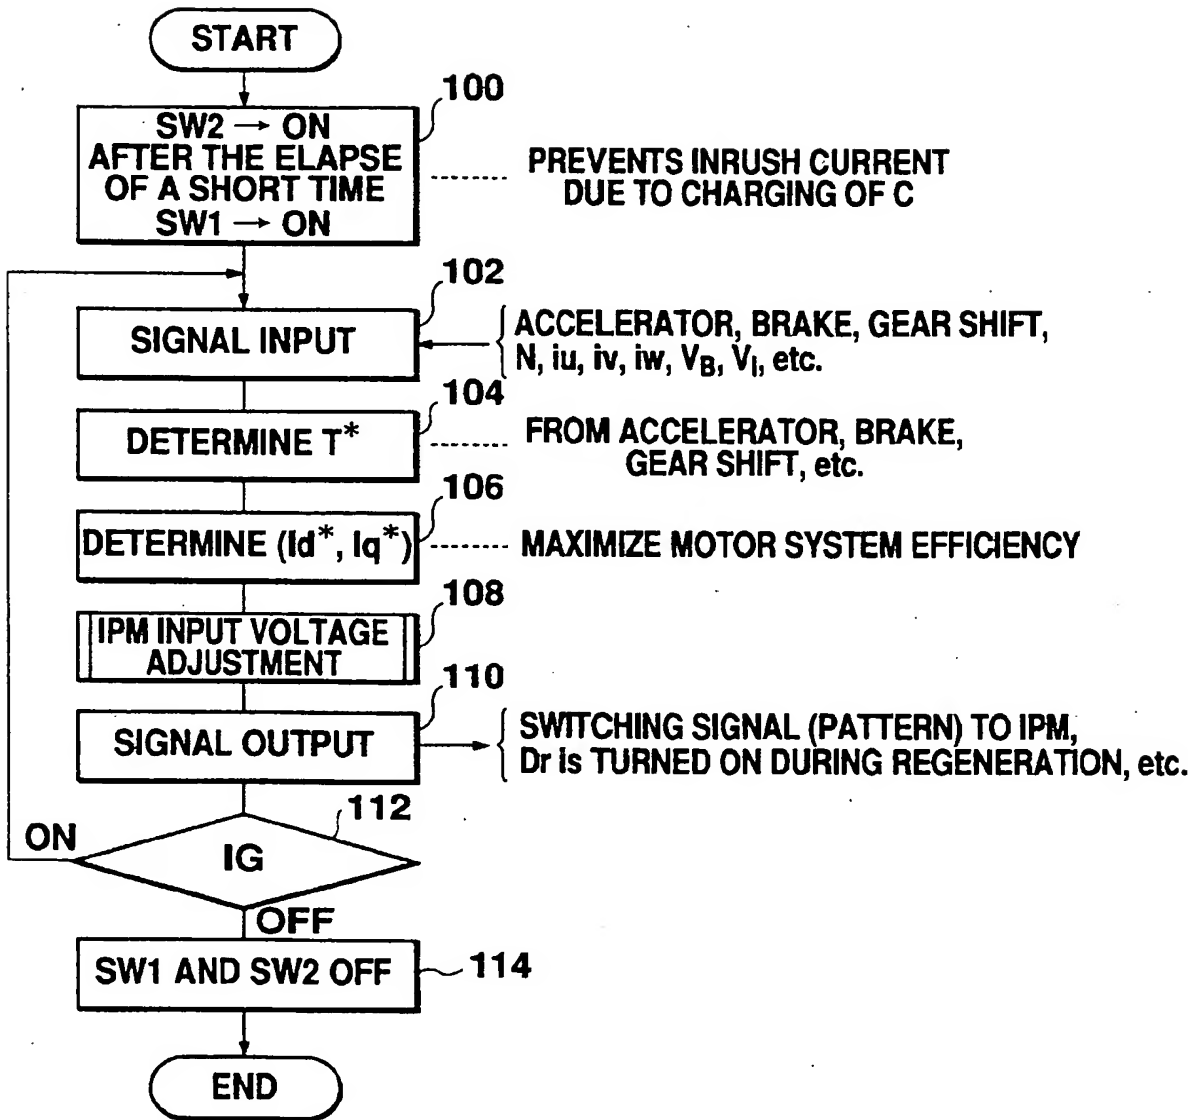 START
100
SW2 → ON
AFTER THE ELAPSE
OF A SHORT TIME
SW1 → ON
PREVENTS INRUSH CURRENT
DUE TO CHARGING OF C
102
SIGNAL INPUT
ACCELERATOR, BRAKE, GEAR SHIFT,
N, iu, iv, iw, VB, VI, etc.
104
DETERMINE T*
FROM ACCELERATOR, BRAKE,
GEAR SHIFT, etc.
106
DETERMINE (Id*, Iq*)
MAXIMIZE MOTOR SYSTEM EFFICIENCY
108
IPM INPUT VOLTAGE
ADJUSTMENT
110
SIGNAL OUTPUT
SWITCHING SIGNAL (PATTERN) TO IPM,
Dr is TURNED ON DURING REGENERATION, etc.
112
ON
IG
OFF
SW1 AND SW2 OFF
114
END